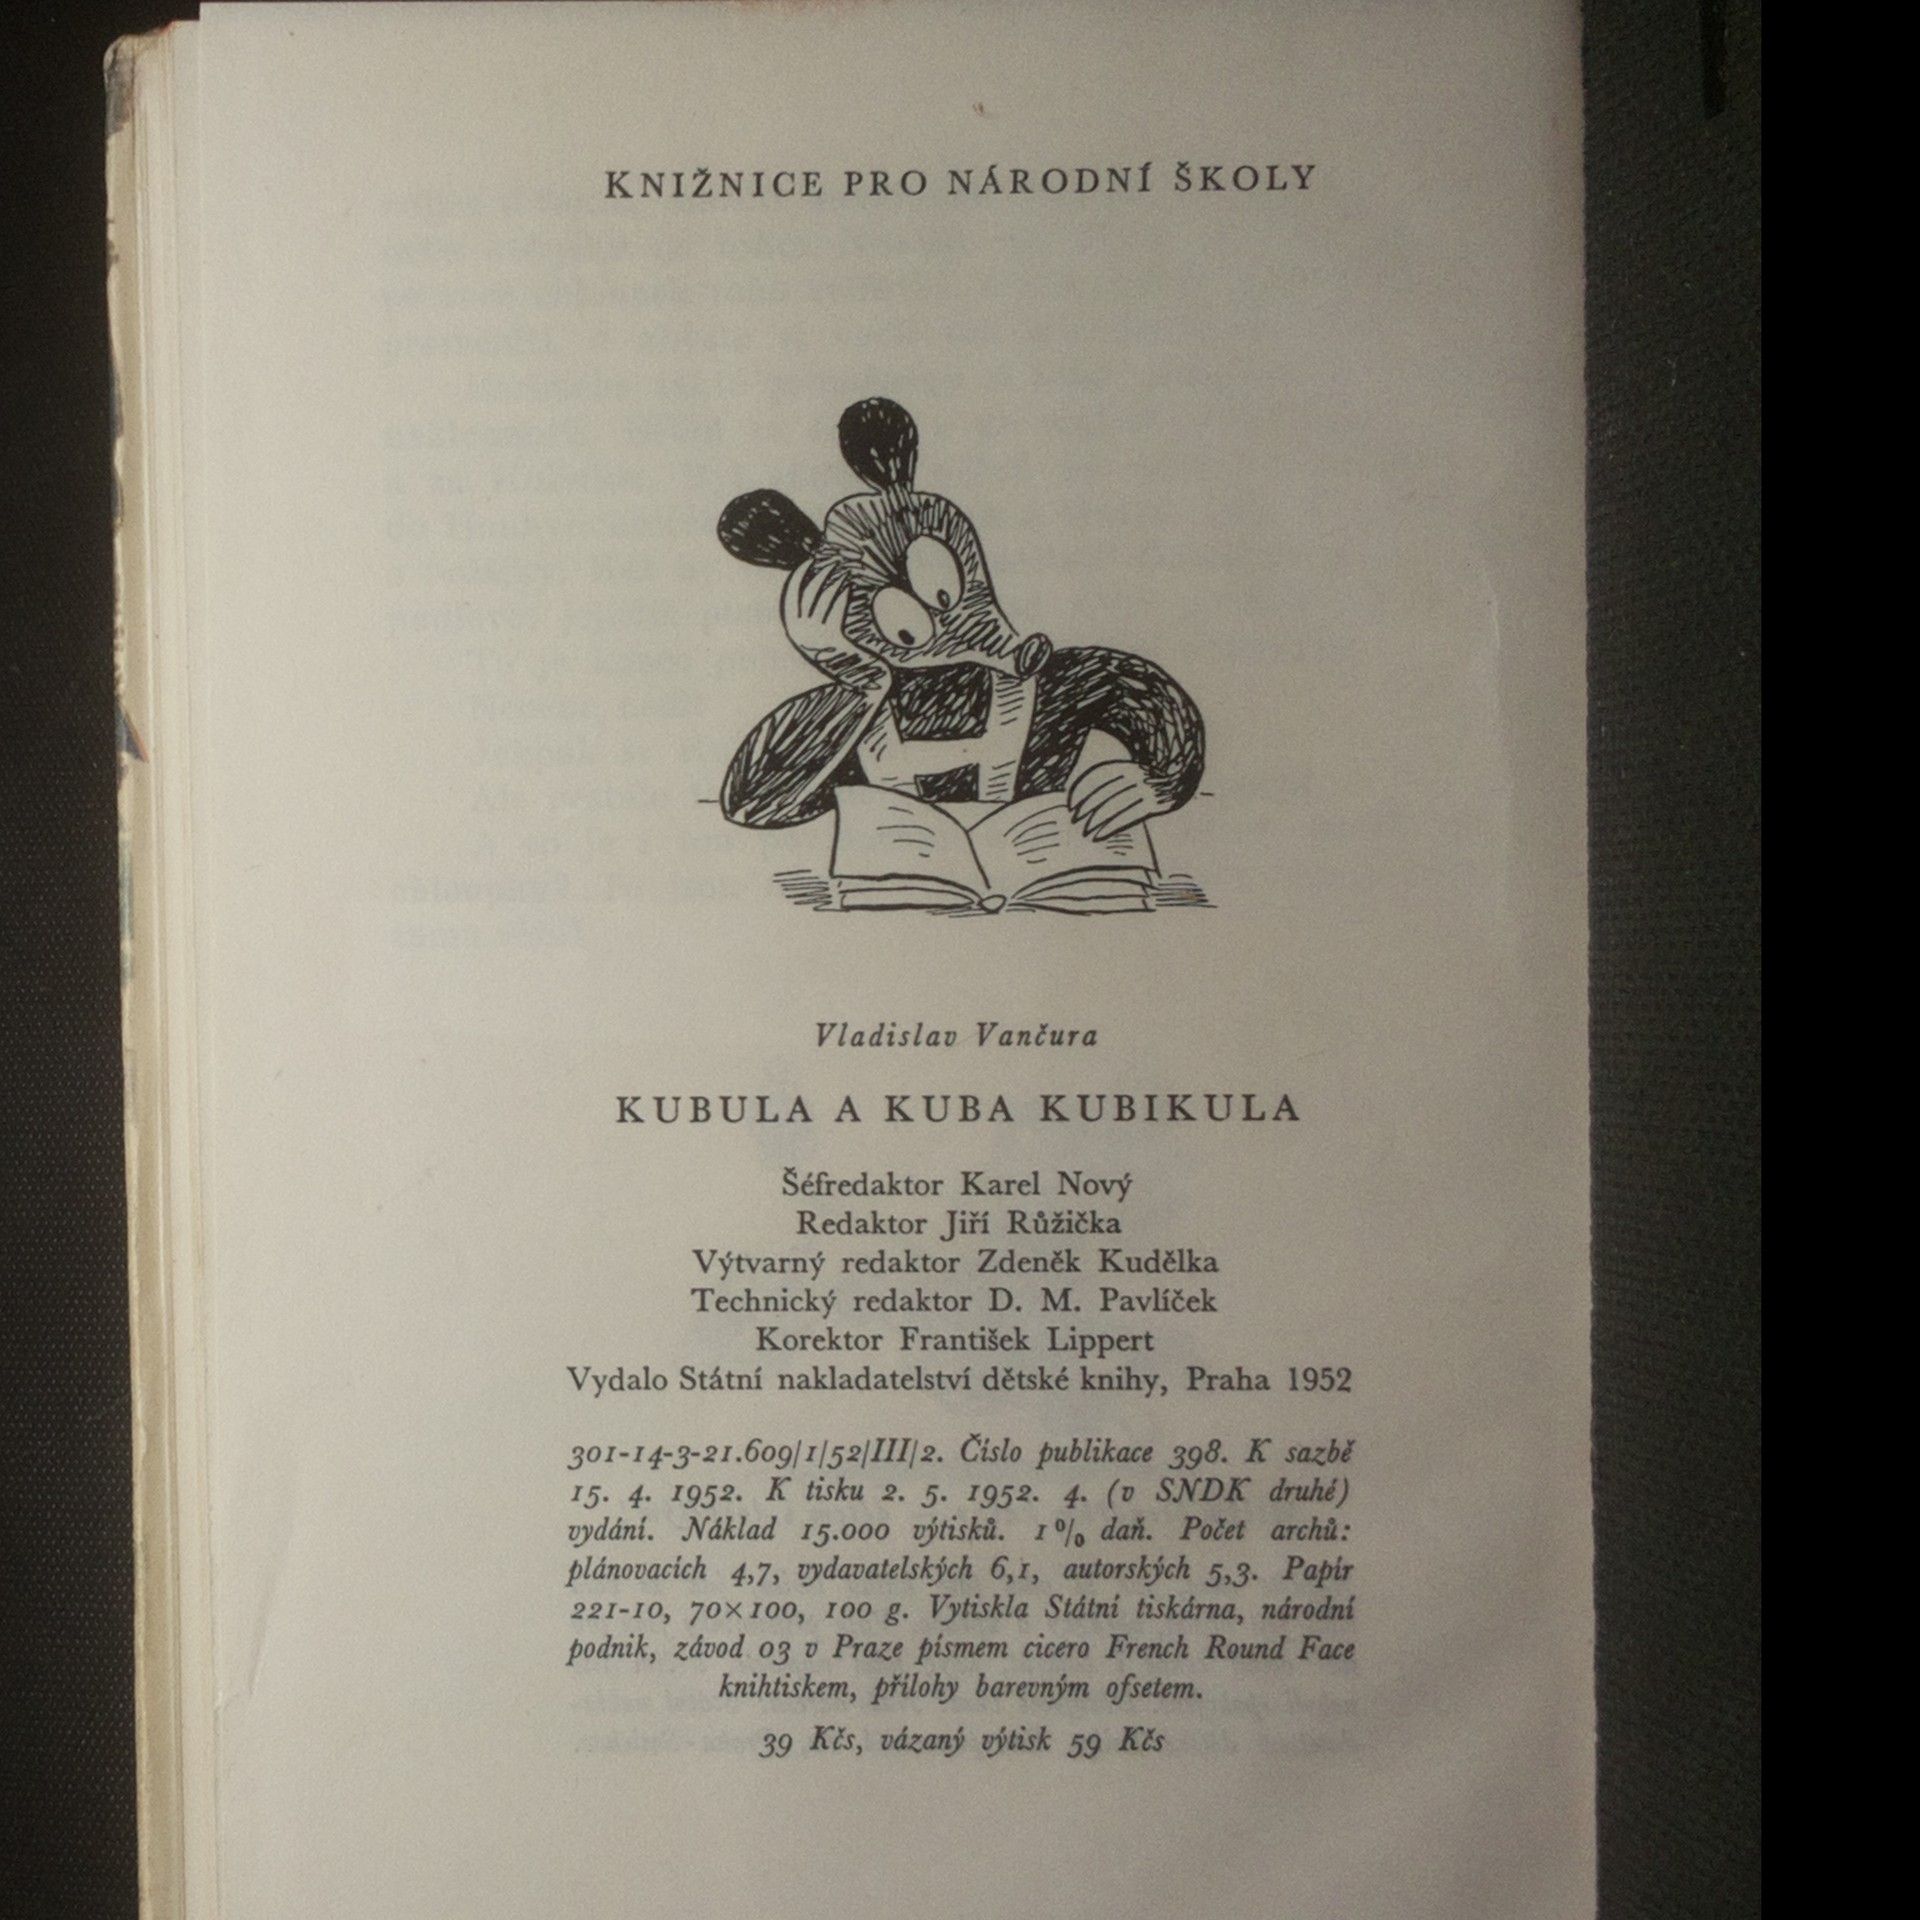 KNIŽNICE PRO NÁRODNÍ ŠKOLY
Vladislav Vančura
KUBULA A KUBA KUBIKULA
Šéfredaktor Karel Nový
Redaktor Jiří Růžička
Výtvarný redaktor Zdeněk Kudělka
Technický redaktor D. M. Pavlíček
Korektor František Lippert
Vydalo Státní nakladatelství dětské knihy, Praha 1952
301-14-3-21.609/1/52/III/2. Číslo publikace 398. K sazbě
15. 4. 1952. K tisku 2. 5. 1952. 4. (v SNDK druhé)
vydání. Náklad 15.000 výtisků. 1% daň. Počet archů:
plánovacích 4,7, vydavatelských 6,1, autorských 5,3. Papír
221-10, 70×100, 100 g. Vytiskla Státní tiskárna, národní
podnik, závod 03 v Praze písmem cicero French Round Face
knihtiskem, přílohy barevným ofsetem.
39 Kčs, vázaný výtisk 59 Kčs